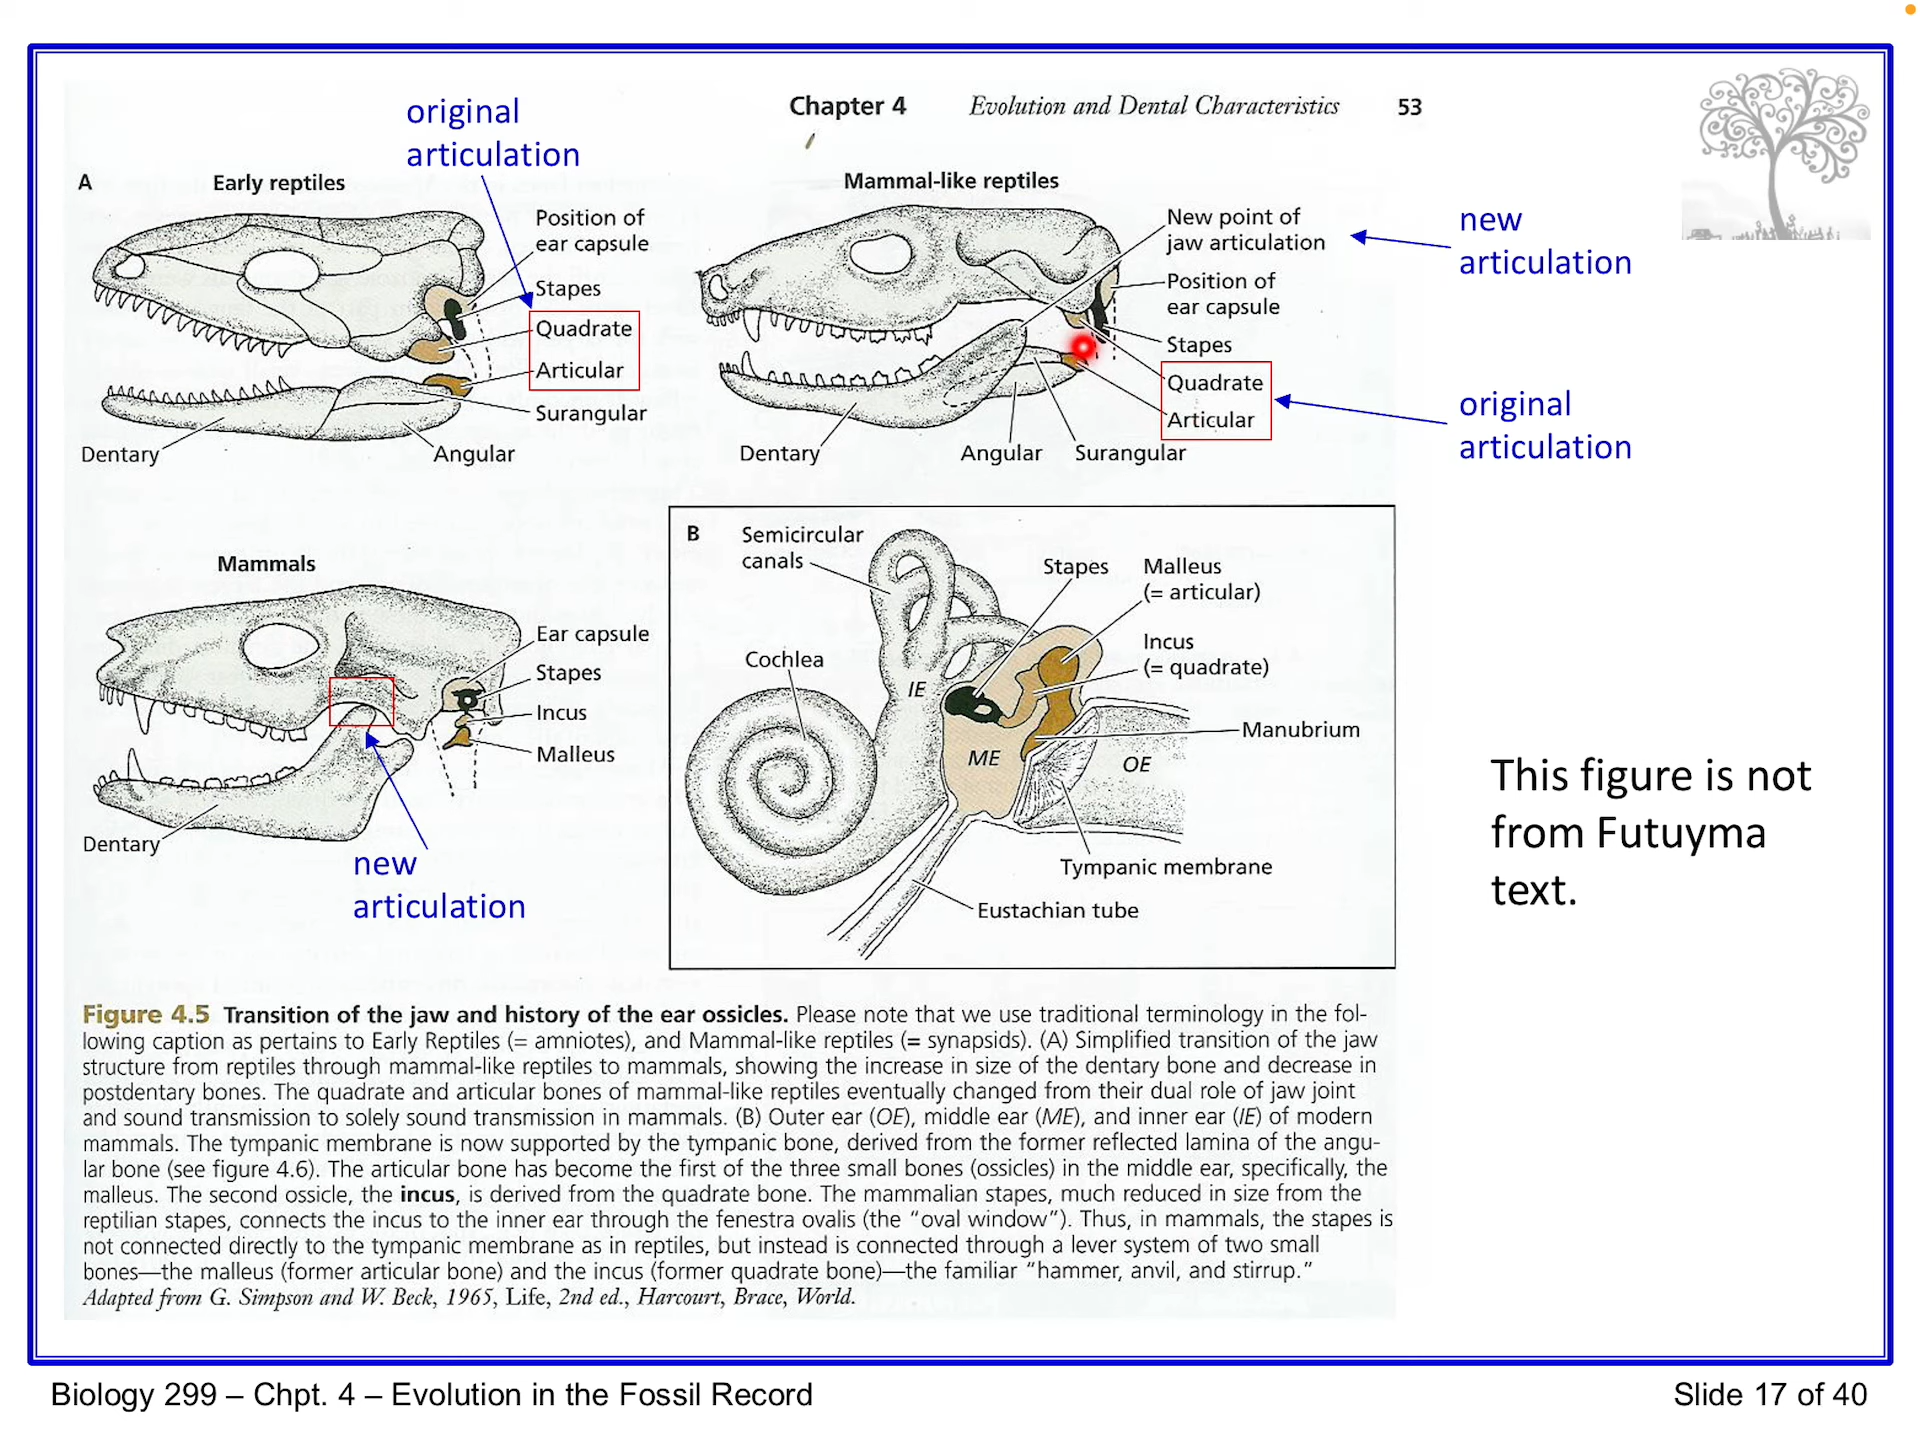 Chapter 4 Evolution and Dental Characteristics 53
original
articulation
A Early reptiles
Position of
ear capsule
Stapes
Quadrate
Articular
Surangular
Dentary
Angular
Mammal-like reptiles
New point of
jaw articulation
Position of
ear capsule
Stapes
Quadrate
Articular
Dentary
Angular
Surangular
new
articulation
original
articulation
Mammals
Ear capsule
Stapes
Incus
Malleus
Dentary
new
articulation
B Semicircular
canals
Stapes
Malleus
(= articular)
Incus
(= quadrate)
Cochlea
IE
ME
OE
Manubrium
Tympanic membrane
Eustachian tube
This figure is not
from Futuyma
text.
Figure 4.5 Transition of the jaw and history of the ear ossicles. Please note that we use traditional terminology in the fol-
lowing caption as pertains to Early Reptiles (= amniotes), and Mammal-like reptiles (= synapsids). (A) Simplified transition of the jaw
structure from reptiles through mammal-like reptiles to mammals, showing the increase in size of the dentary bone and decrease in
postdentary bones. The quadrate and articular bones of mammal-like reptiles eventually changed from their dual role of jaw joint
and sound transmission to solely sound transmission in mammals. (B) Outer ear (OE), middle ear (ME), and inner ear (IE) of modern
mammals. The tympanic membrane is now supported by the tympanic bone, derived from the former reflected lamina of the angu-
lar bone (see figure 4.6). The articular bone has become the first of the three small bones (ossicles) in the middle ear, specifically, the
malleus. The second ossicle, the incus, is derived from the quadrate bone. The mammalian stapes, much reduced in size from the
reptilian stapes, connects the incus to the inner ear through the fenestra ovalis (the “oval window”). Thus, in mammals, the stapes is
not connected directly to the tympanic membrane as in reptiles, but instead is connected through a lever system of two small
bones—the malleus (former articular bone) and the incus (former quadrate bone)—the familiar “hammer, anvil, and stirrup.”
Adapted from G. Simpson and W. Beck, 1965, Life, 2nd ed., Harcourt, Brace, World.
Biology 299 – Chpt. 4 – Evolution in the Fossil Record
Slide 17 of 40